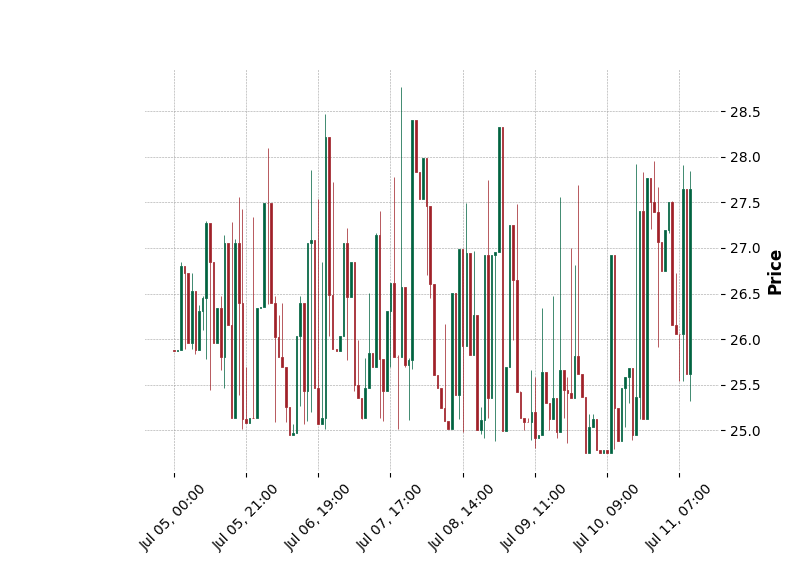 28.5
28.0
27.5
27.0
26.5
26.0
25.5
25.0
Price
Jul 05, 00:00
Jul 05, 21:00
Jul 06, 19:00
Jul 07, 17:00
Jul 08, 14:00
Jul 09, 11:00
Jul 10, 09:00
Jul 11, 07:00